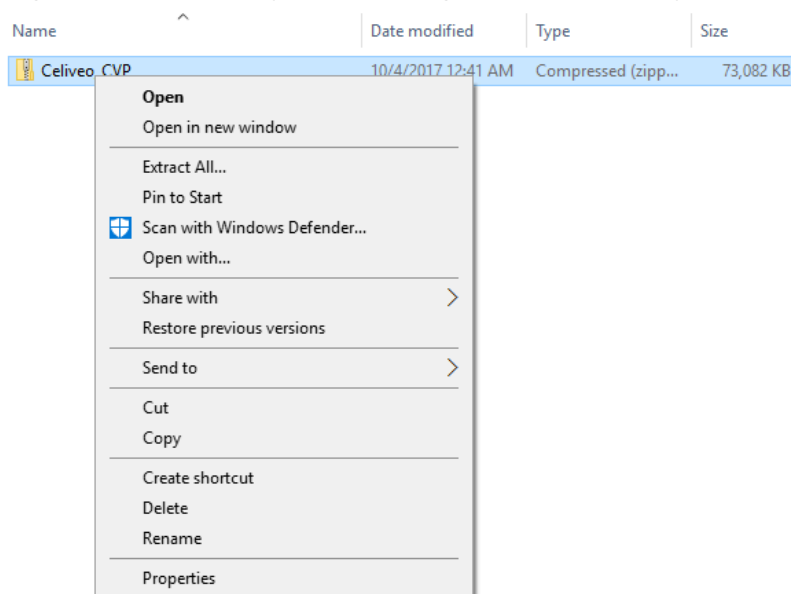 Name Date modified Type Size
Celiveo_CVP 10/4/2017 12:41 AM Compressed (zipp... 73,082 KB
Open
Open in new window
Extract All...
Pin to Start
Scan with Windows Defender...
Open with...
Share with
Restore previous versions
Send to
Cut
Copy
Create shortcut
Delete
Rename
Properties